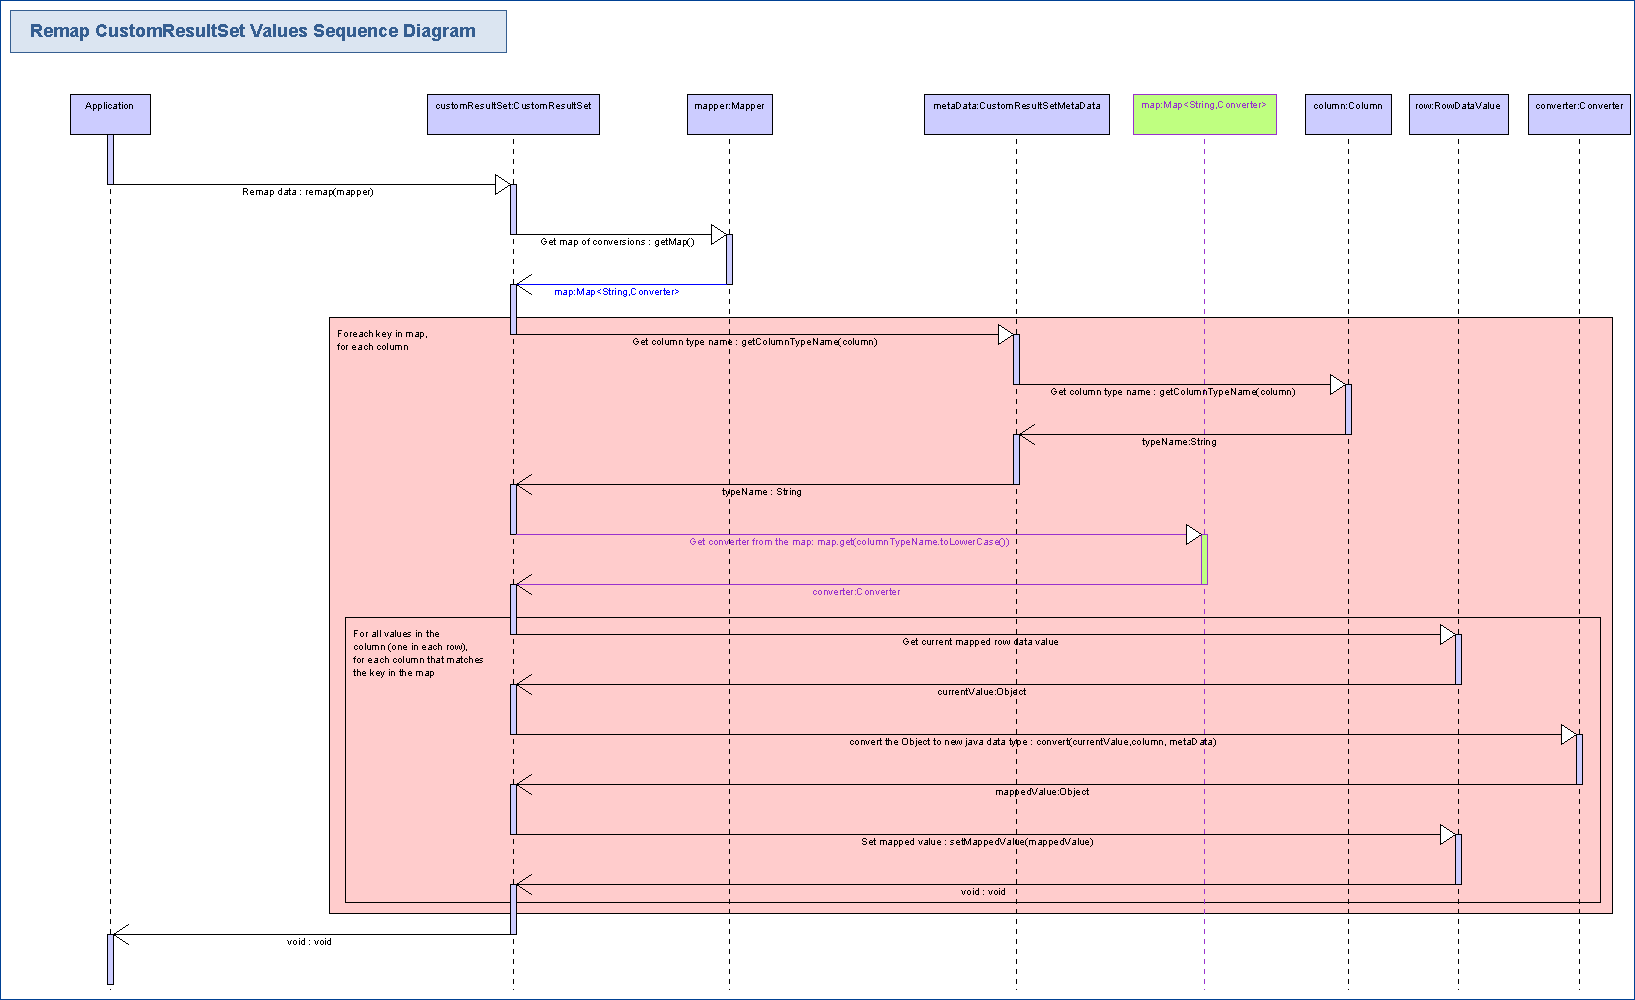 Remap CustomResultSet Values Sequence Diagram
Application
customResultSet:CustomResultSet
mapper:Mapper
metaData:CustomResultSetMetaData
map:Map<String,Converter>
column:Column
row:RowDataValue
converter:Converter
Remap data : remap(mapper)
Get map of conversions : getMap()
map:Map<String,Converter>
Foreach key in map,
for each column
Get column type name : getColumnTypeName(column)
Get column type name : getColumnTypeName(column)
typeName:String
typeName : String
Get converter from the map: map.get(columnTypeName.toLowerCase())
converter:Converter
For all values in the
column (one in each row),
for each column that matches
the key in the map
Get current mapped row data value
currentValue:Object
convert the Object to new java data type : convert(currentValue,column, metaData)
mappedValue:Object
Set mapped value : setMappedValue(mappedValue)
void : void
void : void